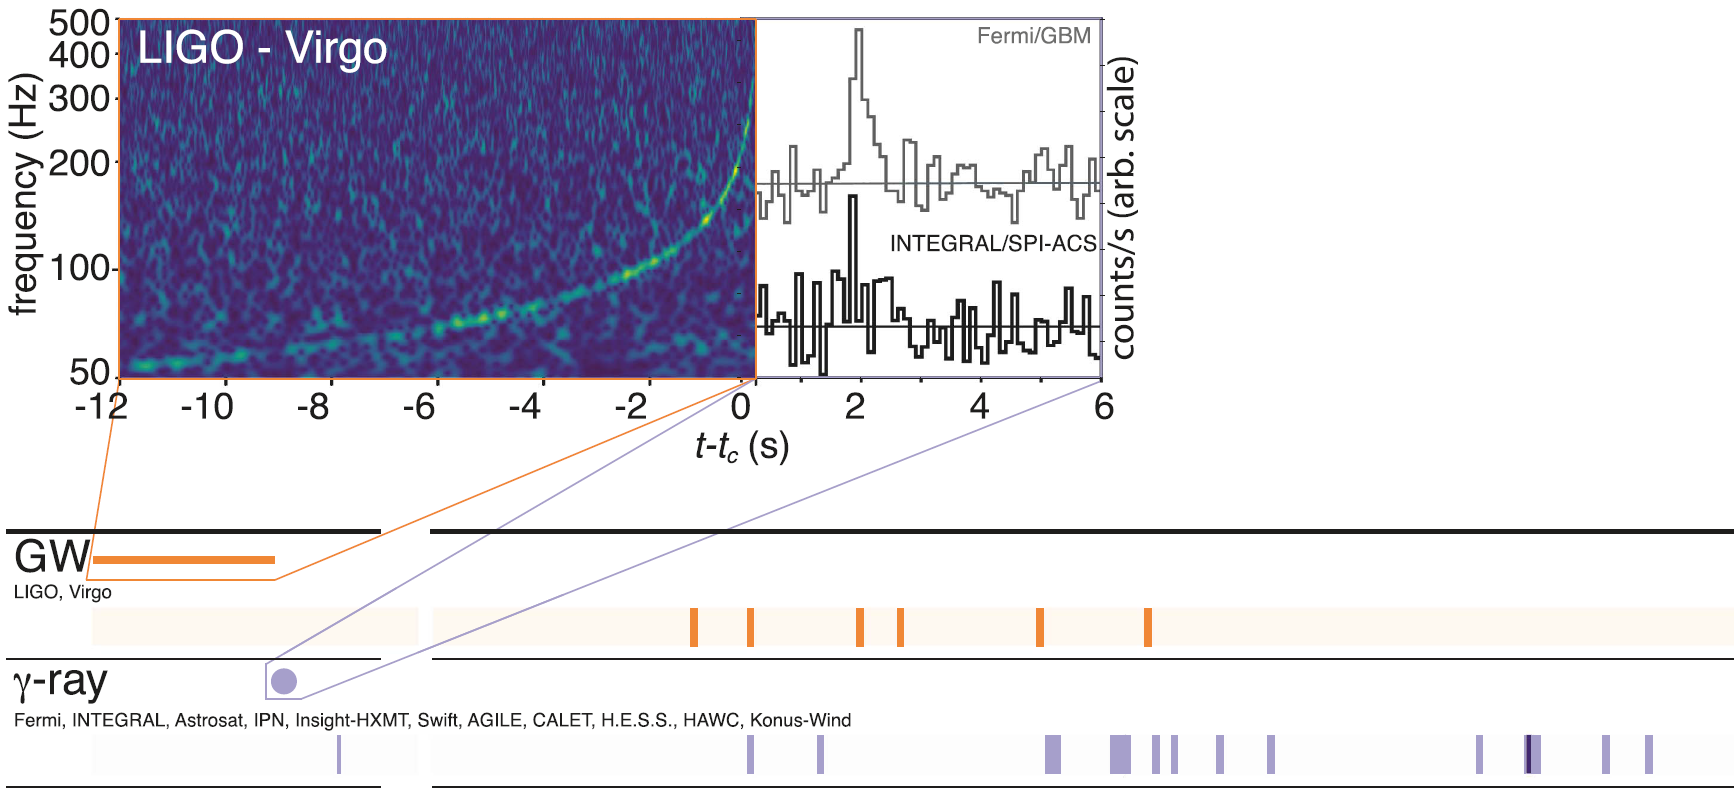 500
400
300
200
100
50
frequency (Hz)
LIGO - Virgo
Fermi/GBM
INTEGRAL/SPI-ACS
counts/s (arb. scale)
-12 -10 -8 -6 -4 -2 0 2 4 6
t-tc (s)
GW
LIGO, Virgo
γ-ray
Fermi, INTEGRAL, Astrosat, IPN, Insight-HXMT, Swift, AGILE, CALET, H.E.S.S., HAWC, Konus-Wind